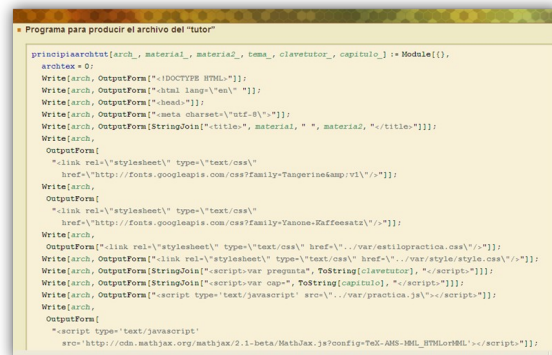 Programa para producir el archivo del "tutor"
principiaarchtut[arch_, material_, materia2_, tema_, clavetutor_, capitulo_] := Module[{},
archtex = 0;
Write[arch, OutputForm["<!DOCTYPE HTML>"]];
Write[arch, OutputForm["<html lang=\"en\" "]];
Write[arch, OutputForm["<head>"]];
Write[arch, OutputForm["<meta charset=\"utf-8\">"]];
Write[arch, OutputForm[StringJoin["<title>", material, " ", materia2, "</title>"]]];
Write[arch,
OutputForm[
"<link rel=\"stylesheet\" type=\"text/css\"
href=\"http://fonts.googleapis.com/css?family=Tangerine&amp;v1\"/>"]];
Write[arch,
OutputForm[
"<link rel=\"stylesheet\" type=\"text/css\"
href=\"http://fonts.googleapis.com/css?family=Yanone+Kaffeesatz\"/>"]];
Write[arch,
OutputForm["<link rel=\"stylesheet\" type=\"text/css\" href=\"../var/estilopractica.css\"/>"]];
Write[arch, OutputForm["<link rel=\"stylesheet\" type=\"text/css\" href=\"../var/style/style.css\"/>"]];
Write[arch, OutputForm[StringJoin["<script>var pregunta=", ToString[clavetutor], "</script>"]]];
Write[arch, OutputForm[StringJoin["<script>var cap=", ToString[capitulo], "</script>"]]];
Write[arch, OutputForm["<script type='text/javascript' src=\"../var/practica.js\"></script>"]];
Write[arch,
OutputForm[
"<script type='text/javascript'
src='http://cdn.mathjax.org/mathjax/2.1-beta/MathJax.js?config=TeX-AMS-MML_HTMLorMML'></script>"]];